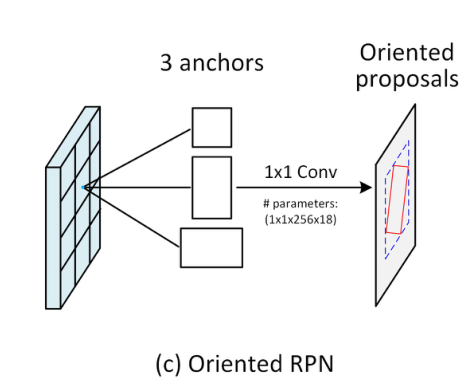 3 anchors
Oriented
proposals
1x1 Conv
# parameters:
(1x1x256x18)
(c) Oriented RPN